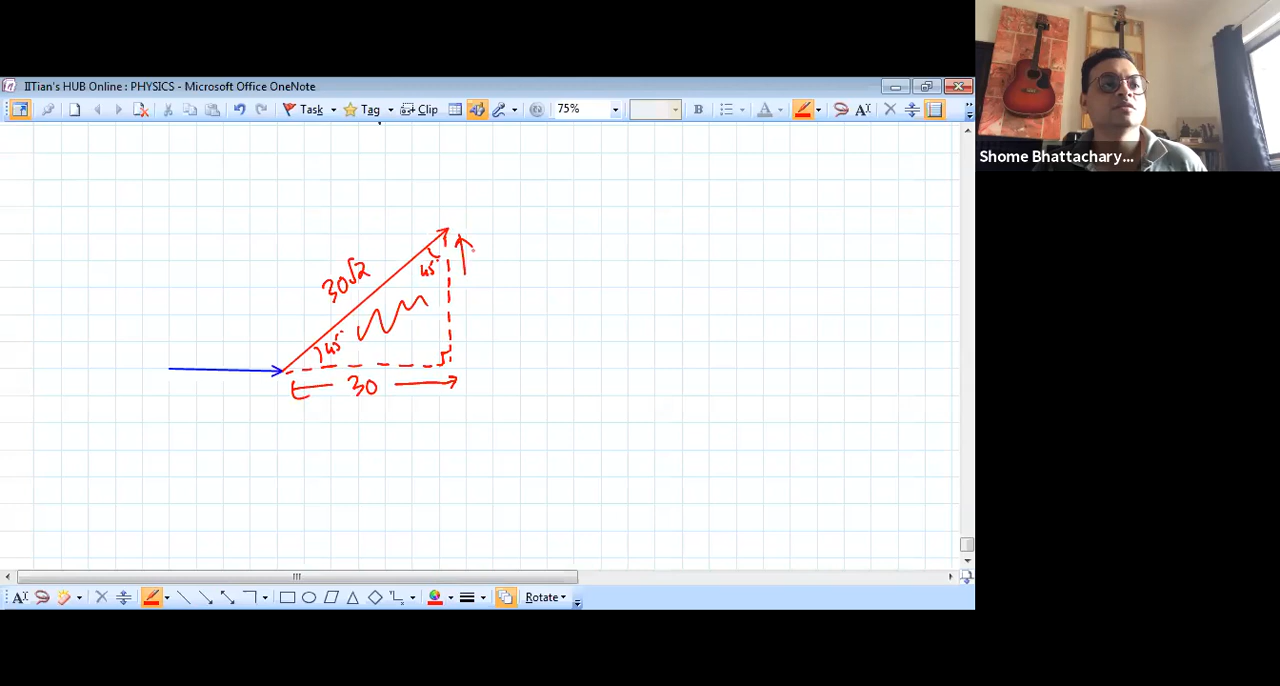 IITian's HUB Online : PHYSICS - Microsoft Office OneNote
Task Tag Clip 75% B A A
Shome Bhattachary...
30√2
45°
45°
30
A Rotate